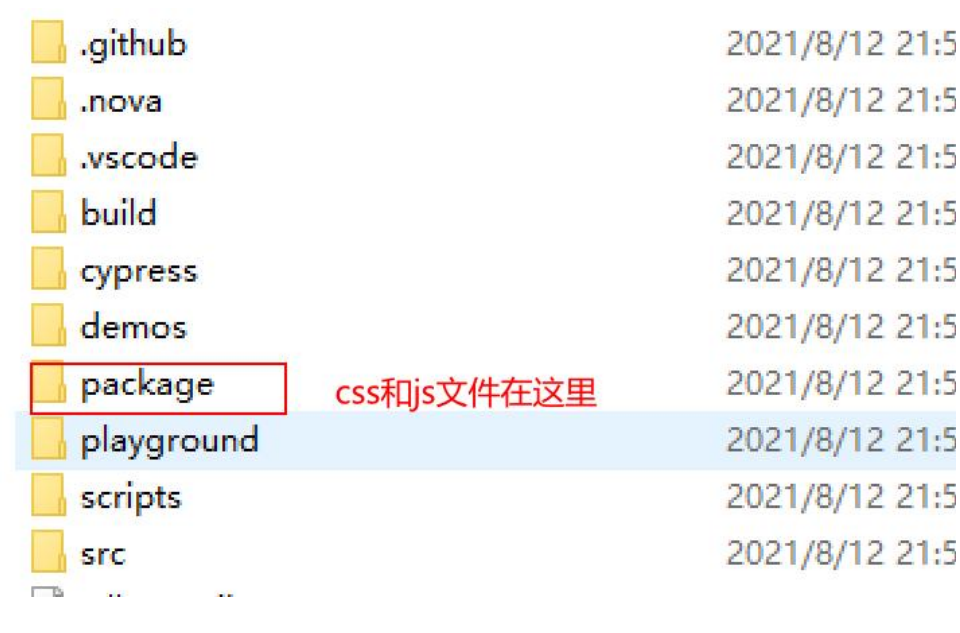 .github 2021/8/12 21:5
.nova 2021/8/12 21:5
.vscode 2021/8/12 21:5
build 2021/8/12 21:5
cypress 2021/8/12 21:5
demos 2021/8/12 21:5
package css和js文件在这里 2021/8/12 21:5
playground 2021/8/12 21:5
scripts 2021/8/12 21:5
src 2021/8/12 21:5